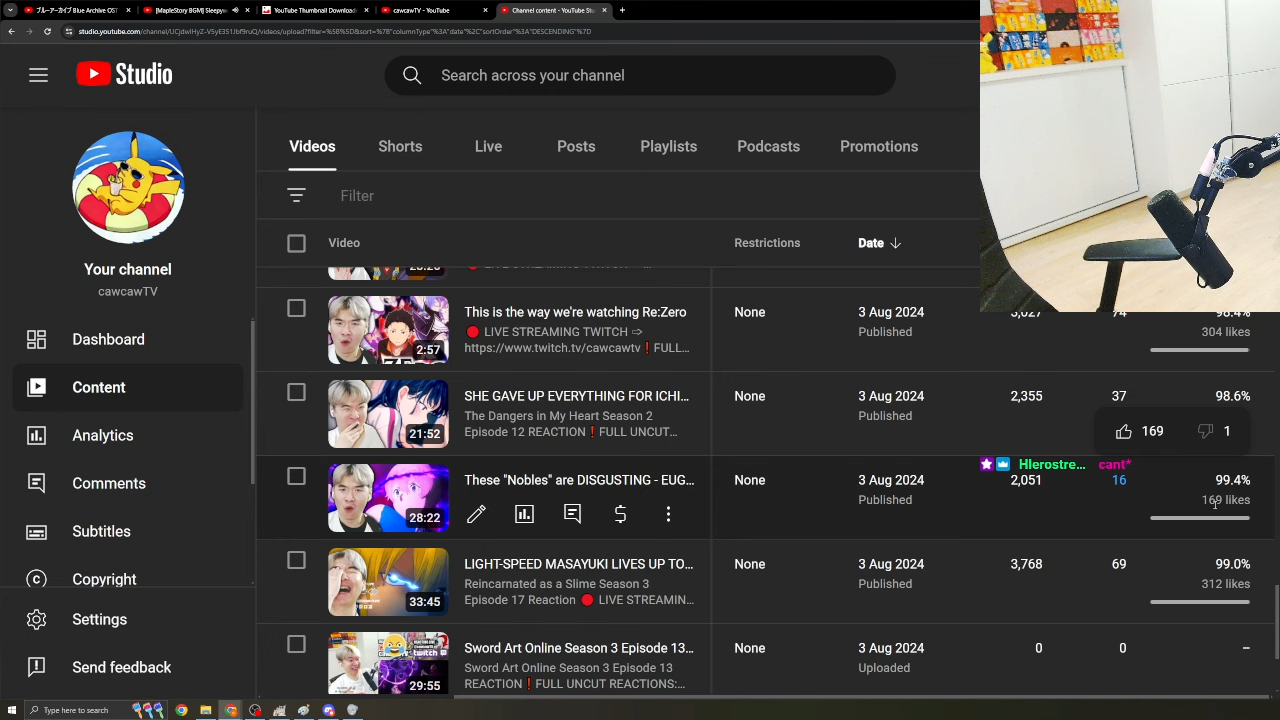 ブルーアーカイブ Blue Archive OST
[MapleStory BGM] Sleepyw
YouTube Thumbnail Download
cawcawTV - YouTube
Channel content - YouTube Stu
studio.youtube.com/channel/UCjdwiHyZ-V5yE3S1Jbf9ruQ/videos/upload?filter=%5B%5D&sort=%7B"columnType"%3A"date"%2C"sortOrder"%3A"DESCENDING"%7D
Studio
Search across your channel
Videos
Shorts
Live
Posts
Playlists
Podcasts
Promotions
Filter
Video
Restrictions
Date
Your channel
cawcawTV
Dashboard
Content
Analytics
Comments
Subtitles
Copyright
Settings
Send feedback
This is the way we're watching Re:Zero
🔴 LIVE STREAMING TWITCH ⇨
https://www.twitch.tv/cawcawtv❗FULL...
2:57
None
3 Aug 2024
Published
3,027
74
98.4%
304 likes
SHE GAVE UP EVERYTHING FOR ICHI...
The Dangers in My Heart Season 2
Episode 12 REACTION❗FULL UNCUT...
21:52
None
3 Aug 2024
Published
2,355
37
98.6%
169
1
Hlerostre... cant*
These "Nobles" are DISGUSTING - EUG...
28:22
None
3 Aug 2024
Published
2,051
16
99.4%
169 likes
LIGHT-SPEED MASAYUKI LIVES UP TO...
Reincarnated as a Slime Season 3
Episode 17 Reaction 🔴 LIVE STREAMIN...
33:45
None
3 Aug 2024
Published
3,768
69
99.0%
312 likes
Sword Art Online Season 3 Episode 13...
Sword Art Online Season 3 Episode 13
REACTION❗FULL UNCUT REACTIONS:...
29:55
None
3 Aug 2024
Uploaded
0
0
–
Type here to search